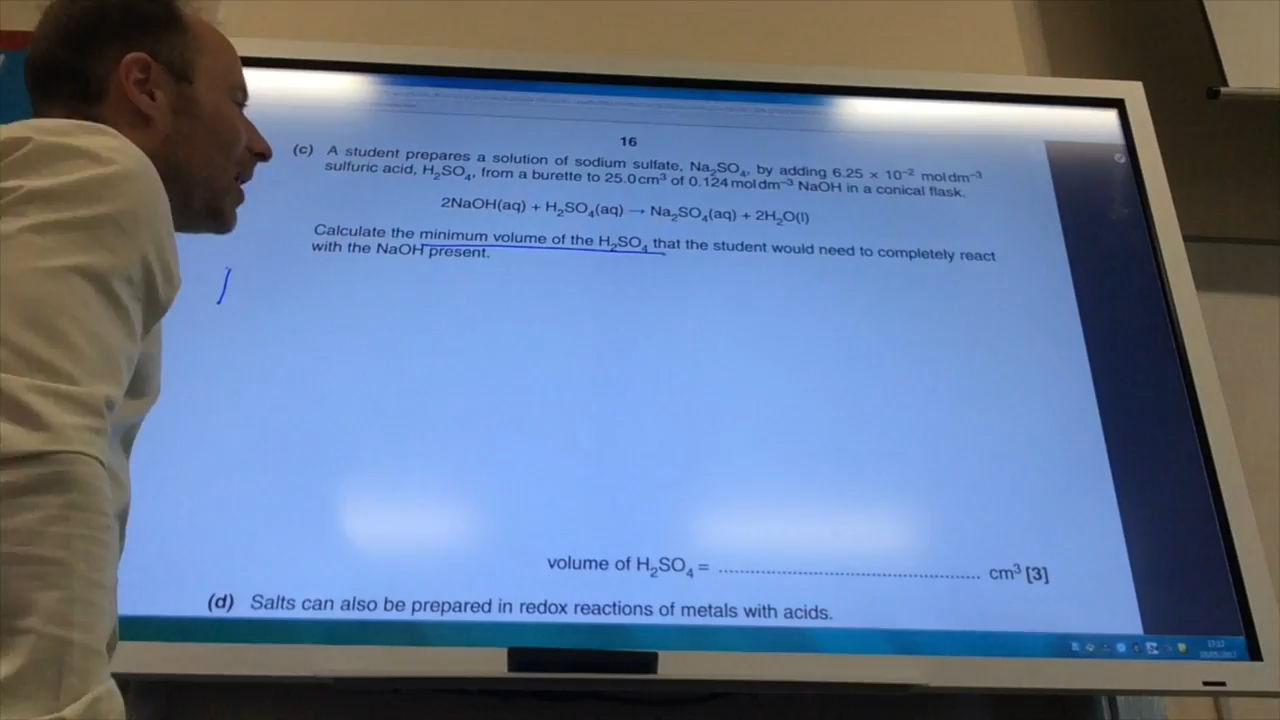 16
(c) A student prepares a solution of sodium sulfate, Na₂SO₄, by adding 6.25 × 10⁻² mol dm⁻³
sulfuric acid, H₂SO₄, from a burette to 25.0 cm³ of 0.124 mol dm⁻³ NaOH in a conical flask.
2NaOH(aq) + H₂SO₄(aq) → Na₂SO₄(aq) + 2H₂O(l)
Calculate the minimum volume of the H₂SO₄ that the student would need to completely react
with the NaOH present.
volume of H₂SO₄ = ................................................ cm³ [3]
(d) Salts can also be prepared in redox reactions of metals with acids.